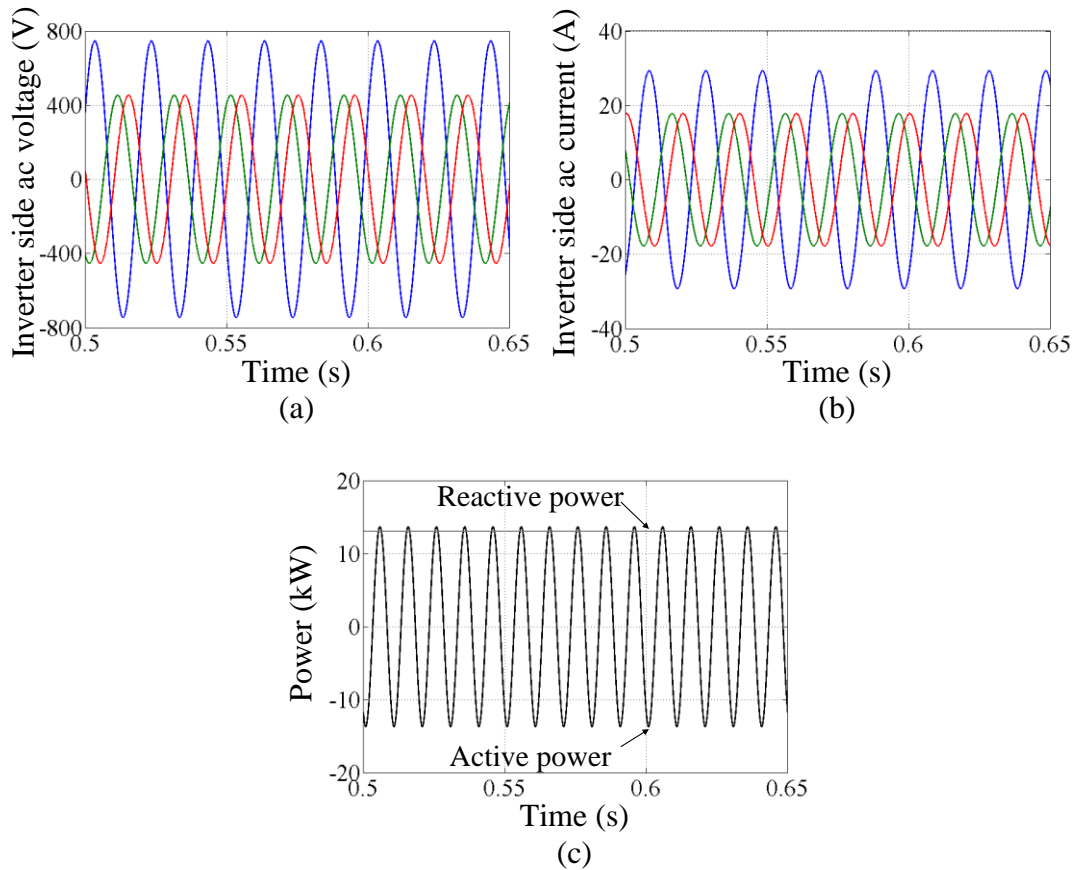 Inverter side ac voltage (V)
800
400
0
-400
-800
0.5
0.55
0.6
0.65
Time (s)
(a)
Inverter side ac current (A)
40
20
0
-20
-40
0.5
0.55
0.6
0.65
Time (s)
(b)
Power (kW)
20
10
0
-10
-20
Reactive power
Active power
0.5
0.55
0.6
0.65
Time (s)
(c)